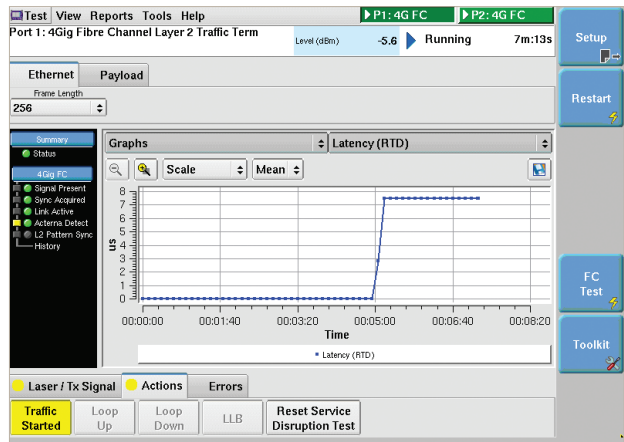 Test View Reports Tools Help
P1: 4G FC
P2: 4G FC
Port 1: 4Gig Fibre Channel Layer 2 Traffic Term
Level (dBm) -5.6 Running 7m:13s
Setup
Restart
FC
Test
Toolkit
Ethernet Payload
Frame Length
256
Summary
Status
4Gig FC
Signal Present
Sync Acquired
Link Active
Acterna Detect
L2 Pattern Sync
History
Graphs Latency (RTD)
Scale Mean
us
8
7
6
5
4
3
2
1
0
00:00:00 00:01:40 00:03:20 00:05:00 00:06:40 00:08:20
Time
Latency (RTD)
Laser / Tx Signal Actions Errors
Traffic
Started
Loop
Up
Loop
Down
LLB
Reset Service
Disruption Test